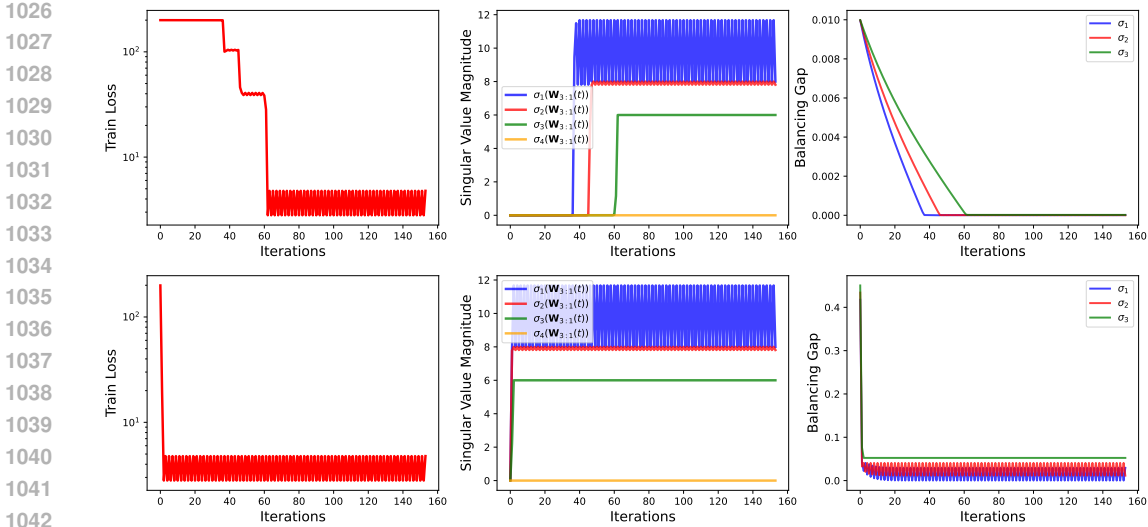 1026
1027
1028
1029
1030
1031
1032
1033
1034
1035
1036
1037
1038
1039
1040
1041
1042
Train Loss
10²
10¹
0 20 40 60 80 100 120 140 160
Iterations
Singular Value Magnitude
12
10
8
6
4
2
0
σ₁(W₃:₁(t))
σ₂(W₃:₁(t))
σ₃(W₃:₁(t))
σ₄(W₃:₁(t))
0 20 40 60 80 100 120 140 160
Iterations
Balancing Gap
0.010
0.008
0.006
0.004
0.002
0.000
σ₁
σ₂
σ₃
0 20 40 60 80 100 120 140 160
Iterations
Train Loss
10²
10¹
0 20 40 60 80 100 120 140 160
Iterations
Singular Value Magnitude
12
10
8
6
4
2
0
σ₁(W₃:₁(t))
σ₂(W₃:₁(t))
σ₃(W₃:₁(t))
σ₄(W₃:₁(t))
0 20 40 60 80 100 120 140 160
Iterations
Balancing Gap
0.4
0.3
0.2
0.1
0.0
σ₁
σ₂
σ₃
0 20 40 60 80 100 120 140 160
Iterations